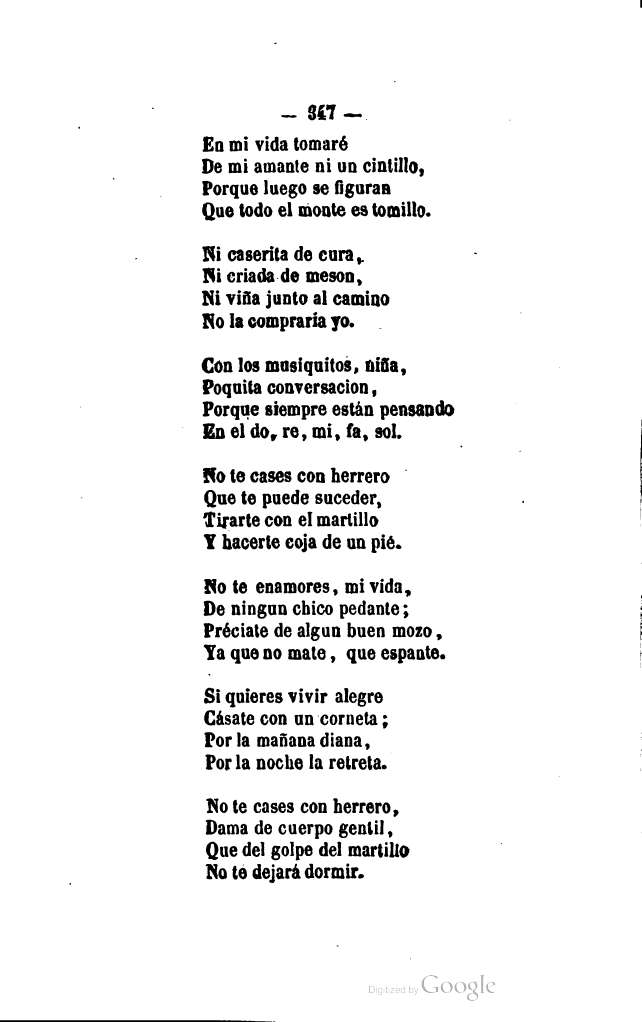 — 347 —
En mi vida tomaré
De mi amante ni un cintillo,
Porque luego se figuran
Que todo el monte es tomillo.
Ni caserita de cura,
Ni criada de meson,
Ni viña junto al camino
No la compraría yo.
Con los musiquitos, niña,
Poquita conversacion,
Porque siempre están pensando
En el do, re, mi, fa, sol.
No te cases con herrero
Que te puede suceder,
Tirarte con el martillo
Y hacerte coja de un pié.
No te enamores, mi vida,
De ningun chico pedante;
Préciate de algun buen mozo,
Ya que no mate, que espante.
Si quieres vivir alegre
Cásate con un corneta;
Por la mañana diana,
Por la noche la retreta.
No te cases con herrero,
Dama de cuerpo gentil,
Que del golpe del martillo
No te dejará dormir.
Digitized by Google